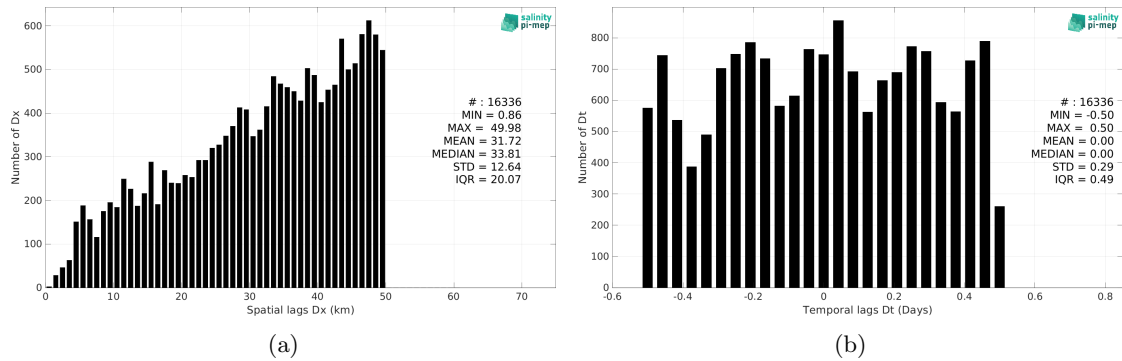 600
500
400
300
200
100
0
Number of Dx
0 10 20 30 40 50 60 70
Spatial lags Dx (km)
salinity
pi-mep
# : 16336
MIN = 0.86
MAX = 49.98
MEAN = 31.72
MEDIAN = 33.81
STD = 12.64
IQR = 20.07
(a)
800
700
600
500
400
300
200
100
0
Number of Dt
-0.6 -0.4 -0.2 0 0.2 0.4 0.6 0.8
Temporal lags Dt (Days)
salinity
pi-mep
# : 16336
MIN = -0.50
MAX = 0.50
MEAN = 0.00
MEDIAN = 0.00
STD = 0.29
IQR = 0.49
(b)